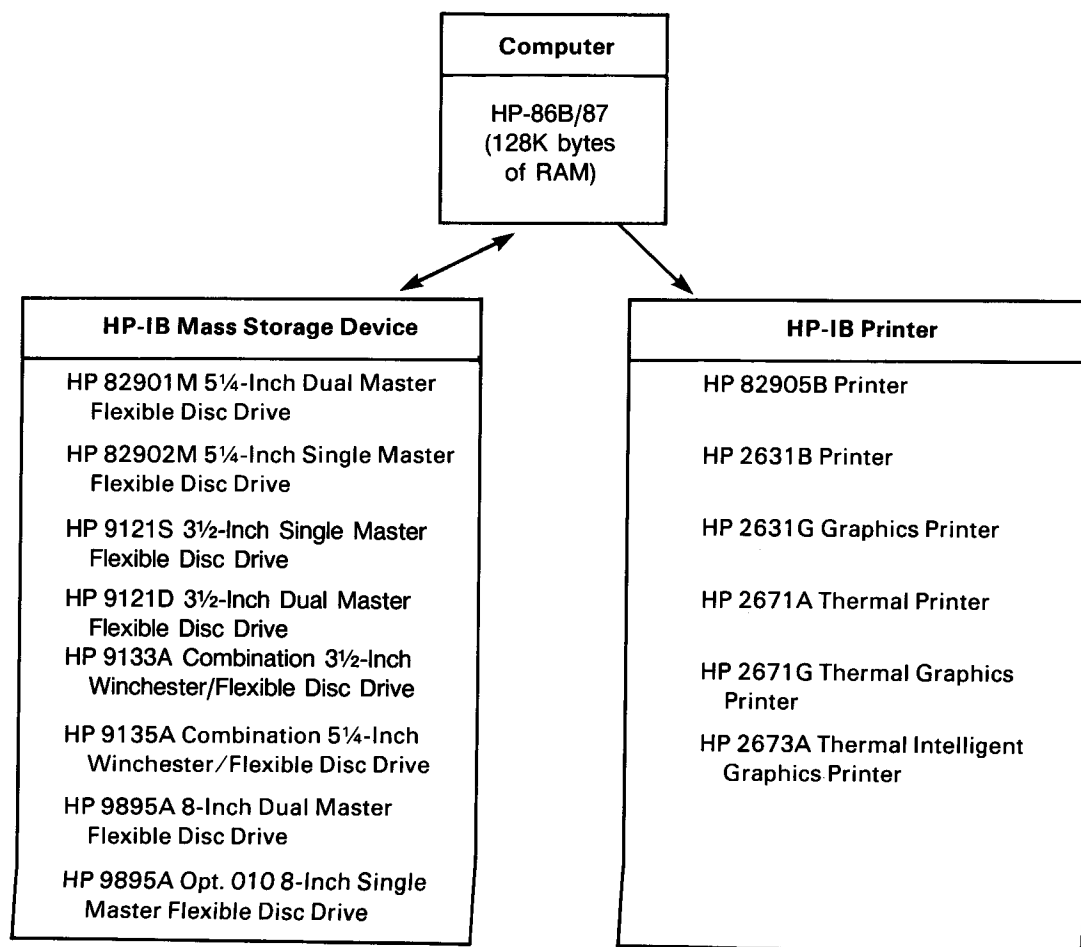 Computer
HP-86B/87
(128K bytes
of RAM)
HP-IB Mass Storage Device
HP 82901M 5¼-Inch Dual Master
Flexible Disc Drive
HP 82902M 5¼-Inch Single Master
Flexible Disc Drive
HP 9121S 3½-Inch Single Master
Flexible Disc Drive
HP 9121D 3½-Inch Dual Master
Flexible Disc Drive
HP 9133A Combination 3½-Inch
Winchester/Flexible Disc Drive
HP 9135A Combination 5¼-Inch
Winchester/Flexible Disc Drive
HP 9895A 8-Inch Dual Master
Flexible Disc Drive
HP 9895A Opt. 010 8-Inch Single
Master Flexible Disc Drive
HP-IB Printer
HP 82905B Printer
HP 2631B Printer
HP 2631G Graphics Printer
HP 2671A Thermal Printer
HP 2671G Thermal Graphics
Printer
HP 2673A Thermal Intelligent
Graphics Printer